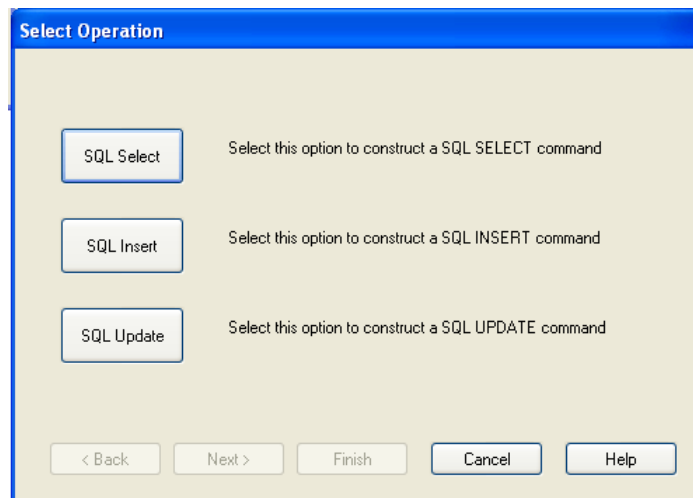 Select Operation
SQL Select Select this option to construct a SQL SELECT command
SQL Insert Select this option to construct a SQL INSERT command
SQL Update Select this option to construct a SQL UPDATE command
< Back Next > Finish Cancel Help